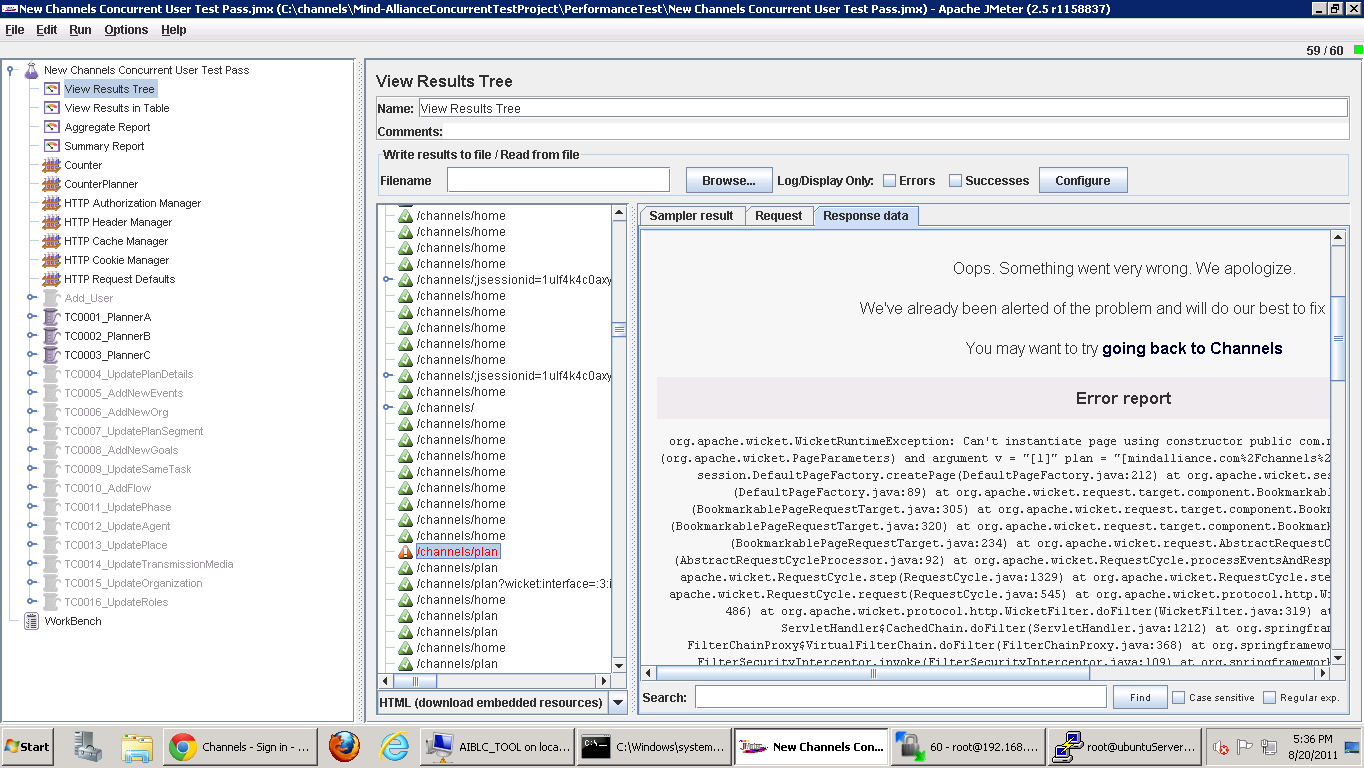 New Channels Concurrent User Test Pass.jmx (C:\channels\Mind-AllianceConcurrentTestProject\PerformanceTest\New Channels Concurrent User Test Pass.jmx) - Apache JMeter (2.5 r1158837)
File Edit Run Options Help
59 / 60
New Channels Concurrent User Test Pass
View Results Tree
View Results in Table
Aggregate Report
Summary Report
Counter
CounterPlanner
HTTP Authorization Manager
HTTP Header Manager
HTTP Cache Manager
HTTP Cookie Manager
HTTP Request Defaults
Add_User
TC0001_PlannerA
TC0002_PlannerB
TC0003_PlannerC
TC0004_UpdatePlanDetails
TC0005_AddNewEvents
TC0006_AddNewOrg
TC0007_UpdatePlanSegment
TC0008_AddNewGoals
TC0009_UpdateSameTask
TC0010_AddFlow
TC0011_UpdatePhase
TC0012_UpdateAgent
TC0013_UpdatePlace
TC0014_UpdateTransmissionMedia
TC0015_UpdateOrganization
TC0016_UpdateRoles
WorkBench
View Results Tree
Name: View Results Tree
Comments:
Write results to file / Read from file
Filename Browse... Log/Display Only: Errors Successes Configure
/channels/home
/channels/home
/channels/home
/channels/home
/channels/;jsessionid=1ulf4k4c0axy
/channels/home
/channels/home
/channels/home
/channels/home
/channels/home
/channels/;jsessionid=1ulf4k4c0axy
/channels/home
/channels/
/channels/home
/channels/home
/channels/home
/channels/home
/channels/home
/channels/home
/channels/home
/channels/home
/channels/plan
/channels/plan
/channels/plan?wicket:interface=:3:i
/channels/home
/channels/plan
/channels/plan
/channels/home
/channels/plan
HTML (download embedded resources)
Sampler result Request Response data
Oops. Something went very wrong. We apologize.
We've already been alerted of the problem and will do our best to fix
You may want to try going back to Channels
Error report
org.apache.wicket.WicketRuntimeException: Can't instantiate page using constructor public com.m
(org.apache.wicket.PageParameters) and argument v = "[1]" plan = "[mindalliance.com%2Fchannels%2
session.DefaultPageFactory.createPage(DefaultPageFactory.java:212) at org.apache.wicket.ses
(DefaultPageFactory.java:89) at org.apache.wicket.request.target.component.Bookmarkab
(BookmarkablePageRequestTarget.java:305) at org.apache.wicket.request.target.component.Bookmark
(BookmarkablePageRequestTarget.java:320) at org.apache.wicket.request.target.component.Bookmark
(BookmarkablePageRequestTarget.java:234) at org.apache.wicket.request.AbstractRequestC
(AbstractRequestCycleProcessor.java:92) at org.apache.wicket.RequestCycle.processEventsAndResp
apache.wicket.RequestCycle.step(RequestCycle.java:1329) at org.apache.wicket.RequestCycle.step
apache.wicket.RequestCycle.request(RequestCycle.java:545) at org.apache.wicket.protocol.http.Wi
486) at org.apache.wicket.protocol.http.WicketFilter.doFilter(WicketFilter.java:319) at
ServletHandler$CachedChain.doFilter(ServletHandler.java:1212) at org.springfram
FilterChainProxy$VirtualFilterChain.doFilter(FilterChainProxy.java:368) at org.springframewo
FilterSecurityInterceptor.invoke(FilterSecurityInterceptor.java:109) at org.springframework
Search: Find Case sensitive Regular exp.
Start Channels - Sign in - ... AIBLC_TOOL on loca... C:\Windows\system... New Channels Con... 60 - root@192.168.... root@ubuntuServer...
5:36 PM
8/20/2011